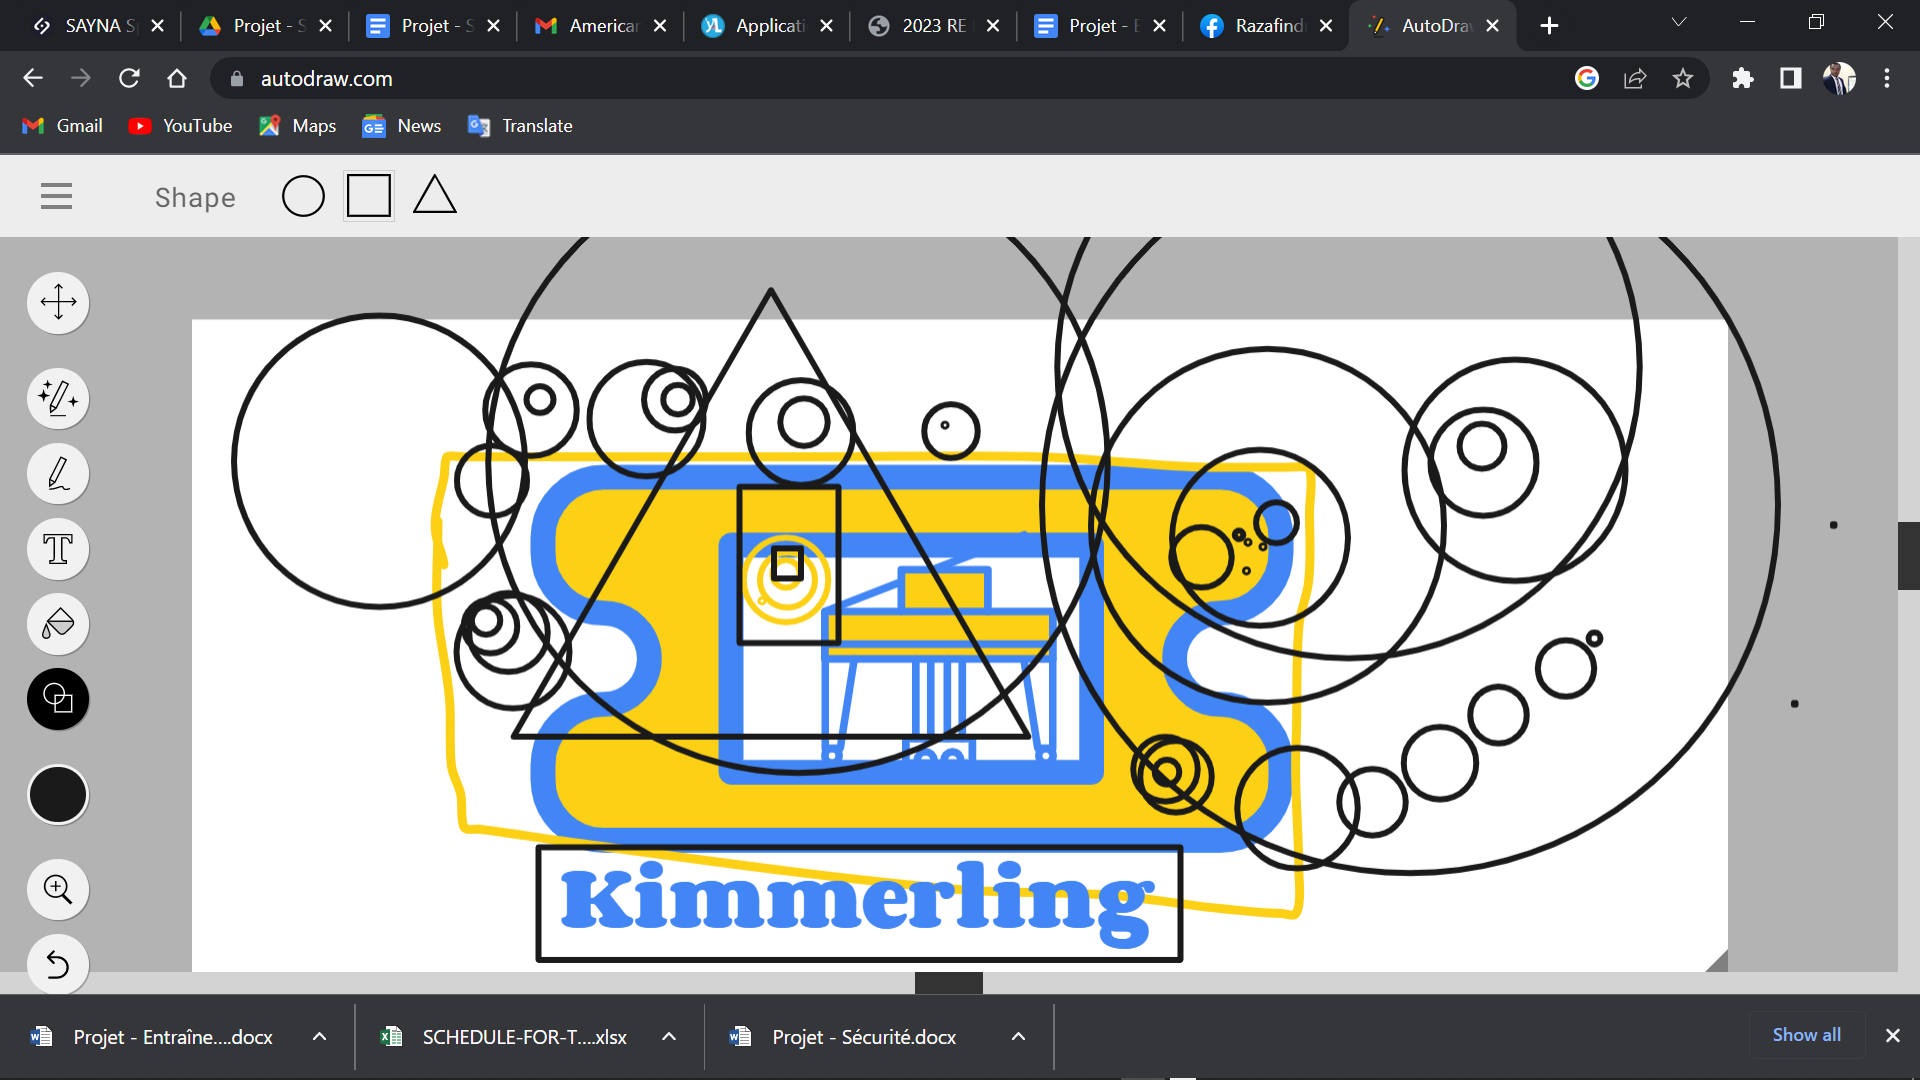 SAYNA S
Projet - S
Projet - S
American
Applicati
2023 RE
Projet - E
Razafind
AutoDraw
autodraw.com
Gmail
YouTube
Maps
News
Translate
Shape
T
Kimmerling
Projet - Entraîne....docx
SCHEDULE-FOR-T....xlsx
Projet - Sécurité.docx
Show all